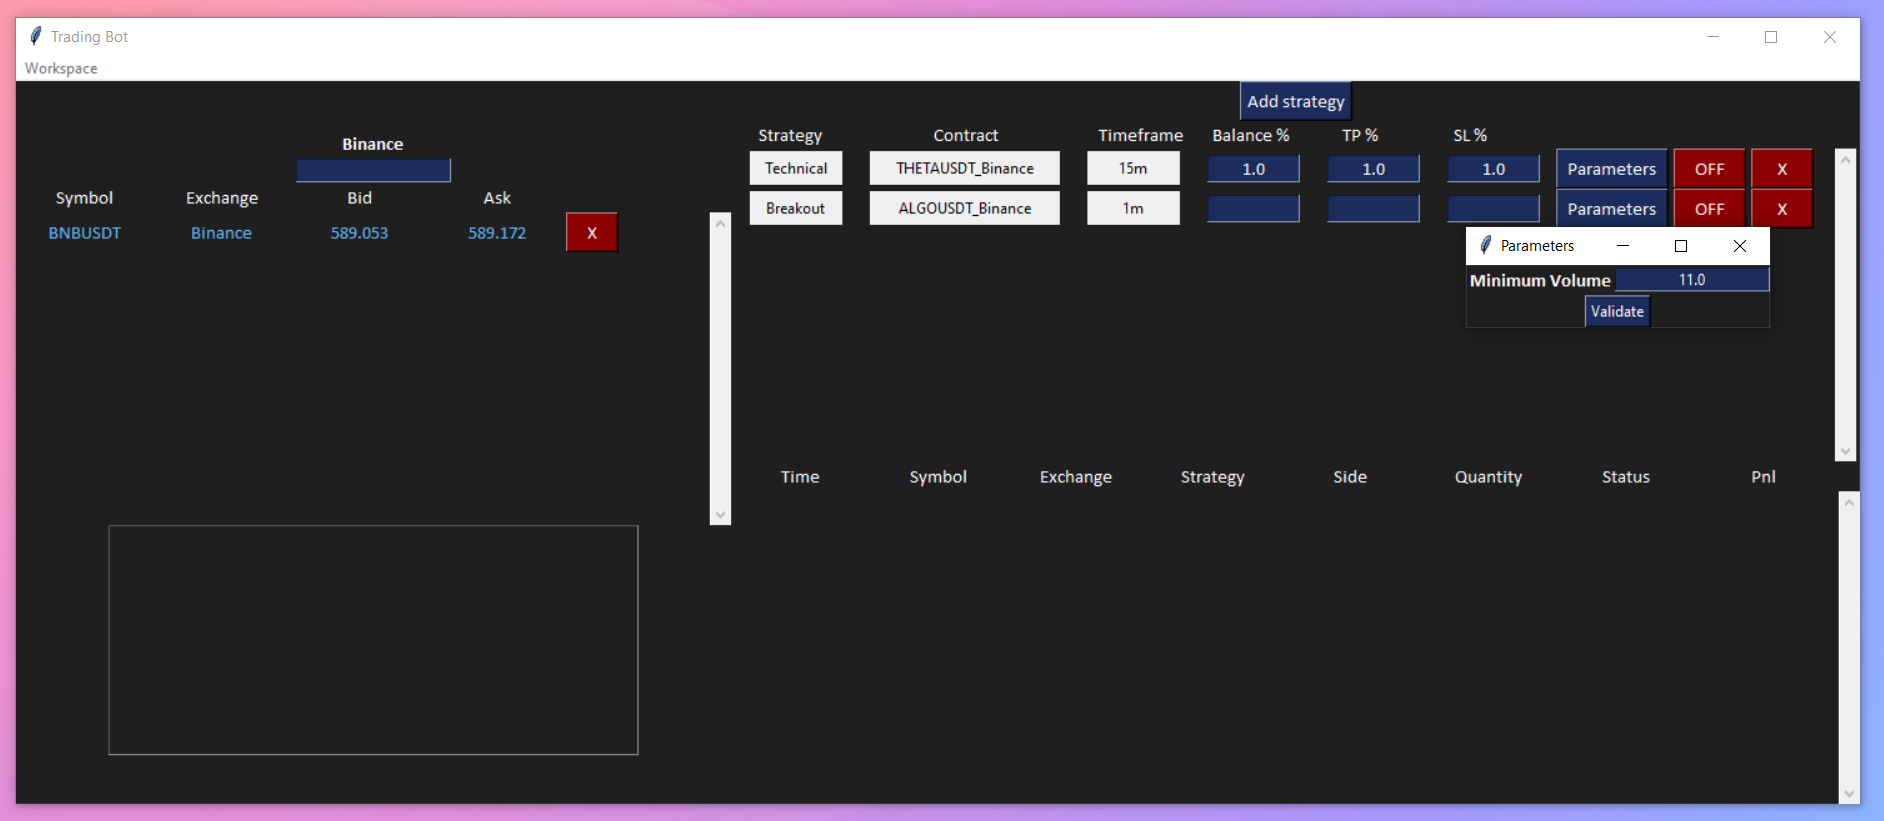 Trading Bot
Workspace
Add strategy
Strategy Contract Timeframe Balance % TP % SL %
Technical THETAUSDT_Binance 15m 1.0 1.0 1.0 Parameters OFF X
Breakout ALGOUSDT_Binance 1m Parameters OFF X
Binance
Symbol Exchange Bid Ask
BNBUSDT Binance 589.053 589.172 X
Parameters
Minimum Volume 11.0
Validate
Time Symbol Exchange Strategy Side Quantity Status Pnl